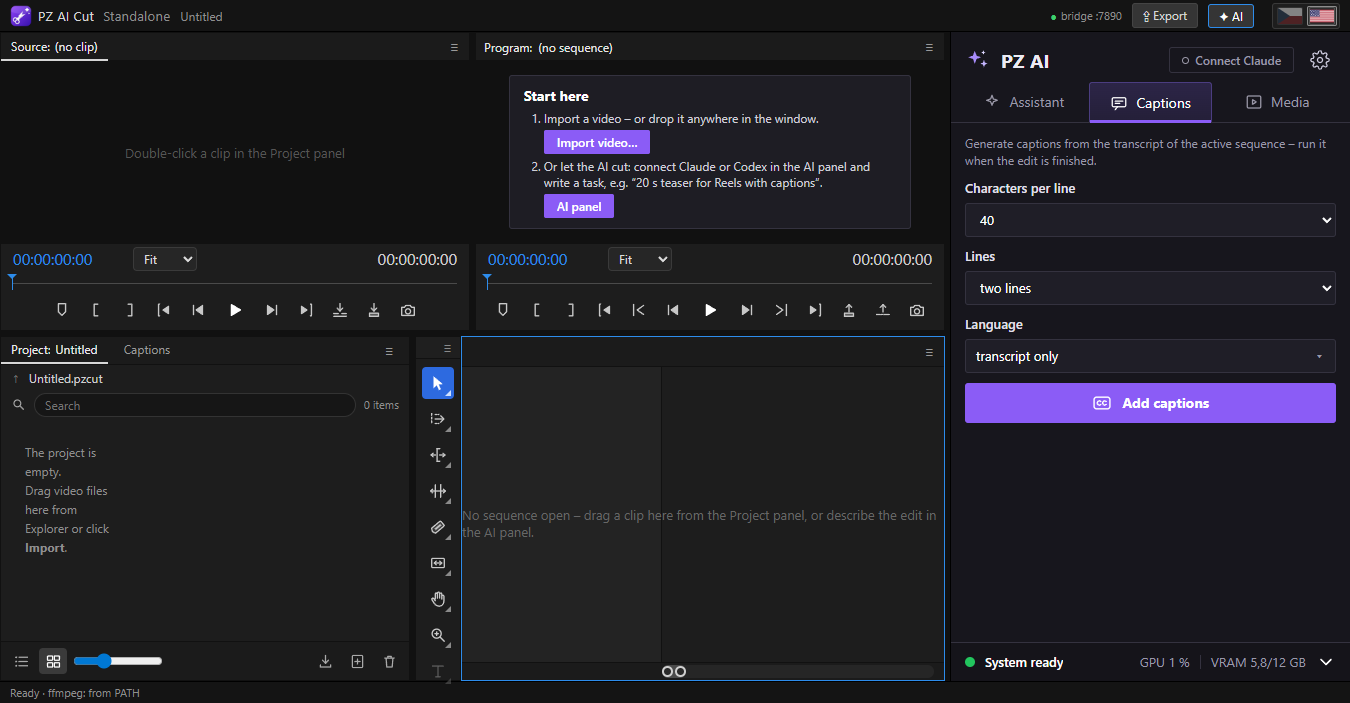 PZ AI Cut Standalone Untitled
bridge :7890
Export
AI
Source: (no clip)
Program: (no sequence)
Double-click a clip in the Project panel
Start here
1. Import a video – or drop it anywhere in the window.
Import video...
2. Or let the AI cut: connect Claude or Codex in the AI panel and
write a task, e.g. “20 s teaser for Reels with captions”.
AI panel
00:00:00:00
Fit
00:00:00:00
00:00:00:00
Fit
00:00:00:00
Project: Untitled
Captions
Untitled.pzcut
Search
0 items
The project is
empty.
Drag video files
here from
Explorer or click
Import.
No sequence open – drag a clip here from the Project panel, or describe the edit in
the AI panel.
Ready · ffmpeg: from PATH
PZ AI
Connect Claude
Assistant
Captions
Media
Generate captions from the transcript of the active sequence – run it
when the edit is finished.
Characters per line
40
Lines
two lines
Language
transcript only
CC Add captions
System ready
GPU 1 %
VRAM 5,8/12 GB